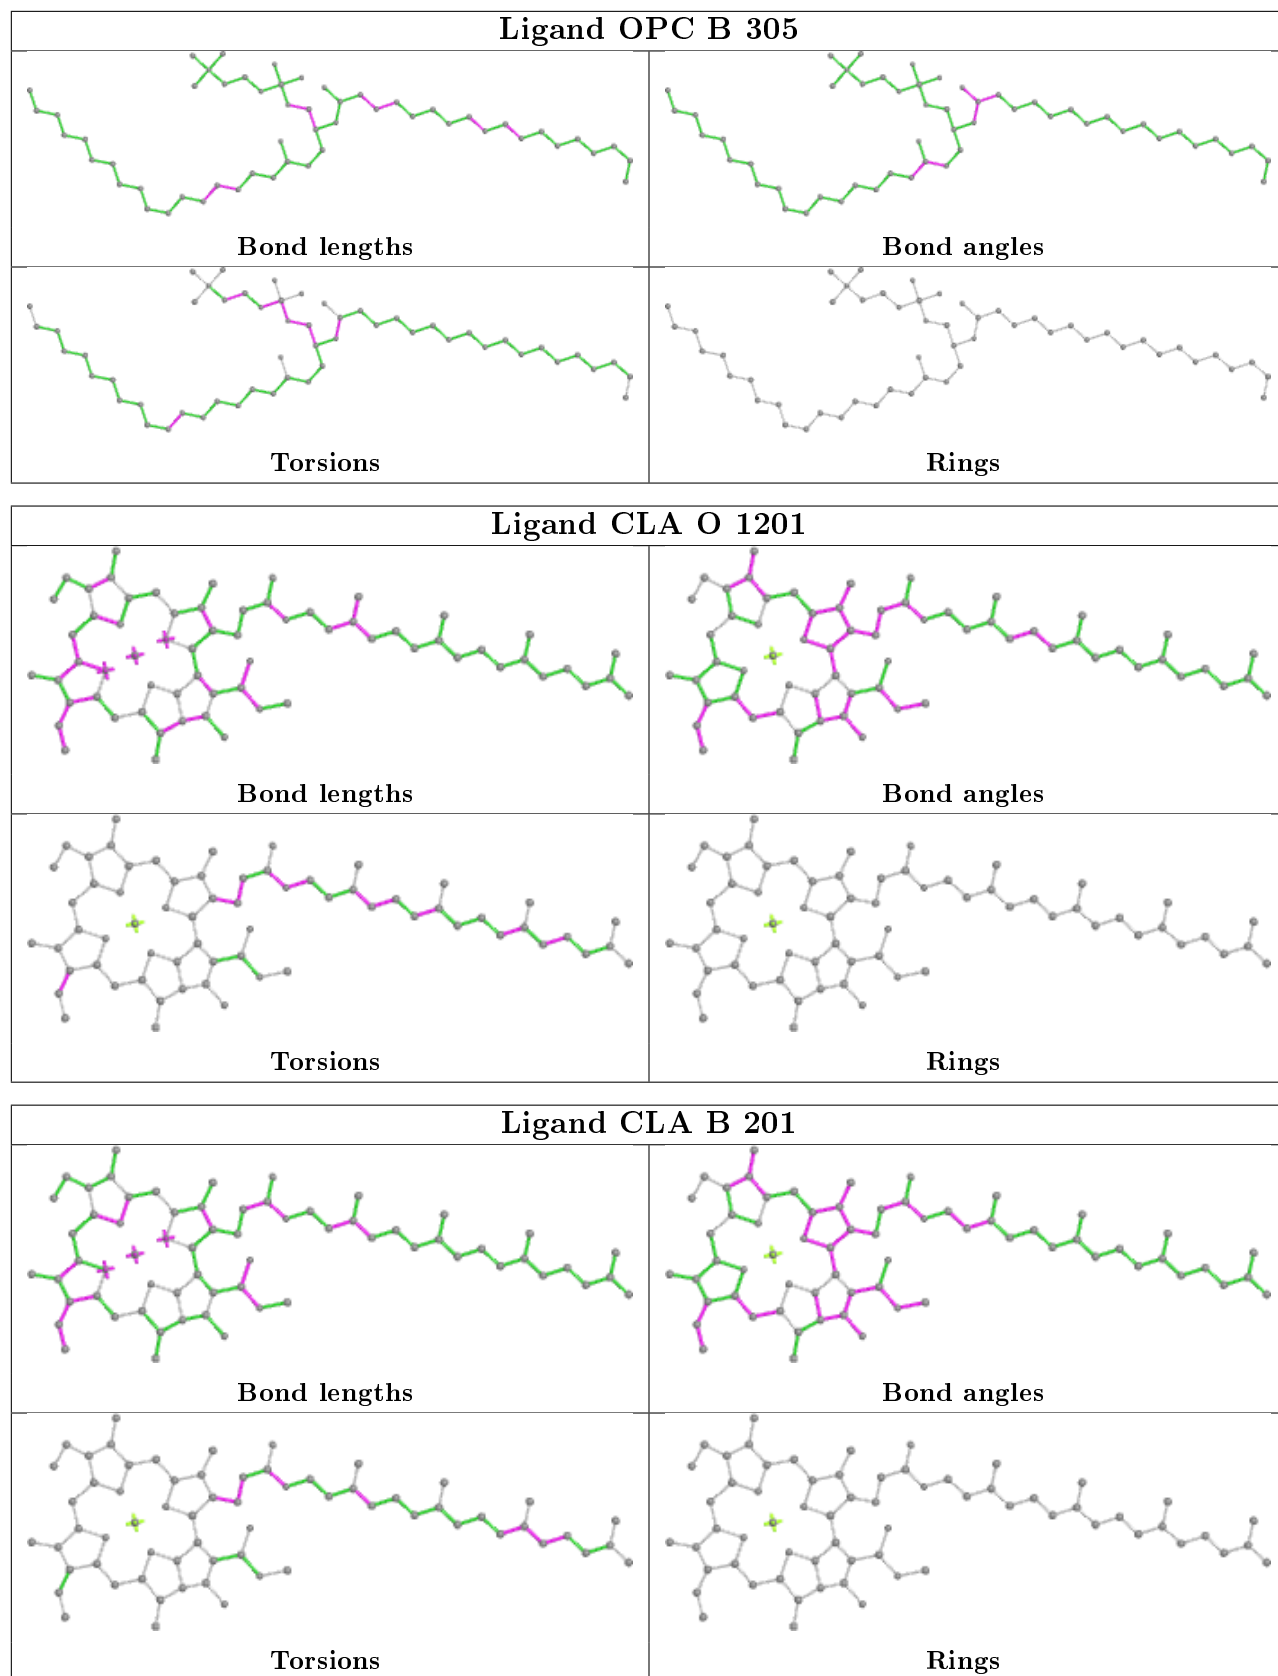 Ligand OPC B 305
Bond lengths
Bond angles
Torsions
Rings
Ligand CLA O 1201
Bond lengths
Bond angles
Torsions
Rings
Ligand CLA B 201
Bond lengths
Bond angles
Torsions
Rings